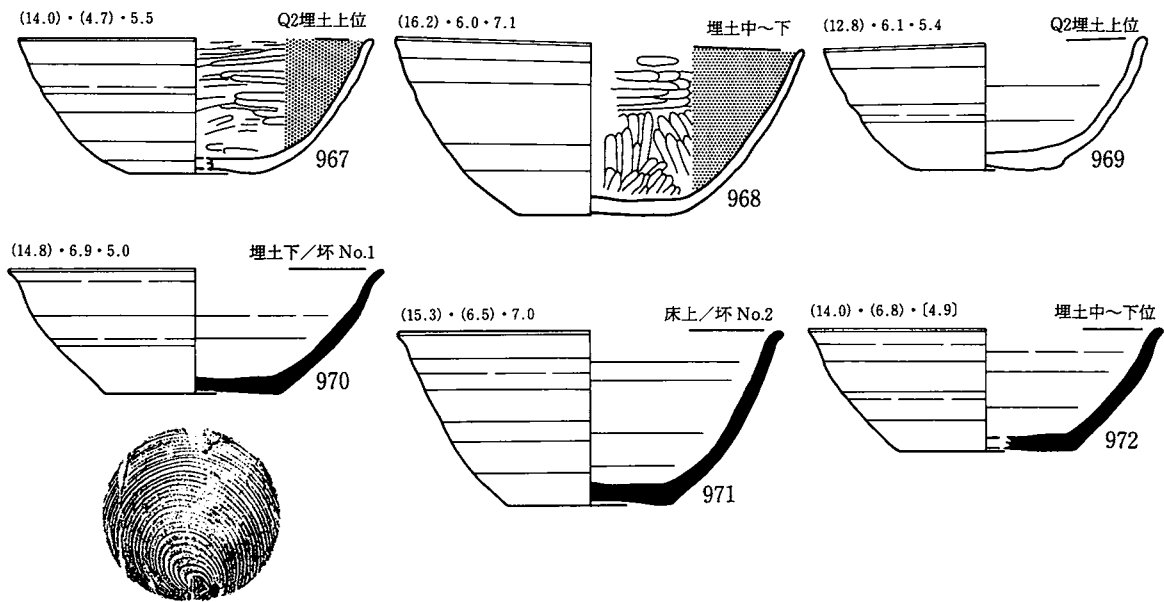 (14.0)・(4.7)・5.5 Q2埋土上位
967
(16.2)・6.0・7.1 埋土中～下
968
(12.8)・6.1・5.4 Q2埋土上位
969
(14.8)・6.9・5.0 埋土下／坏 No.1
970
(15.3)・(6.5)・7.0 床上／坏 No.2
971
(14.0)・(6.8)・〔4.9〕 埋土中～下位
972